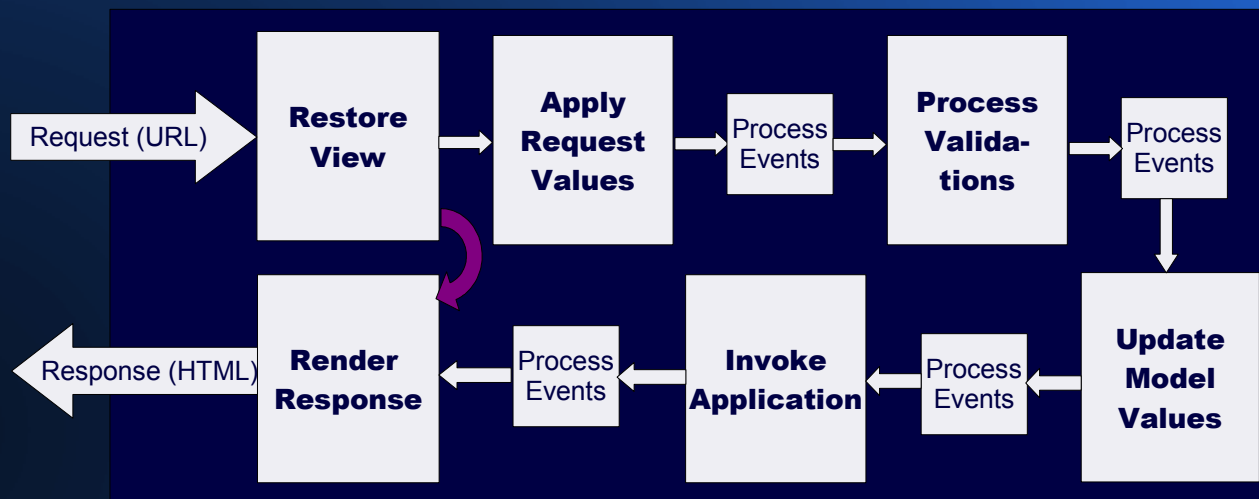 Request (URL)
Restore
View
Apply
Request
Values
Process
Events
Process
Valida-
tions
Process
Events
Update
Model
Values
Process
Events
Invoke
Application
Process
Events
Render
Response
Response (HTML)